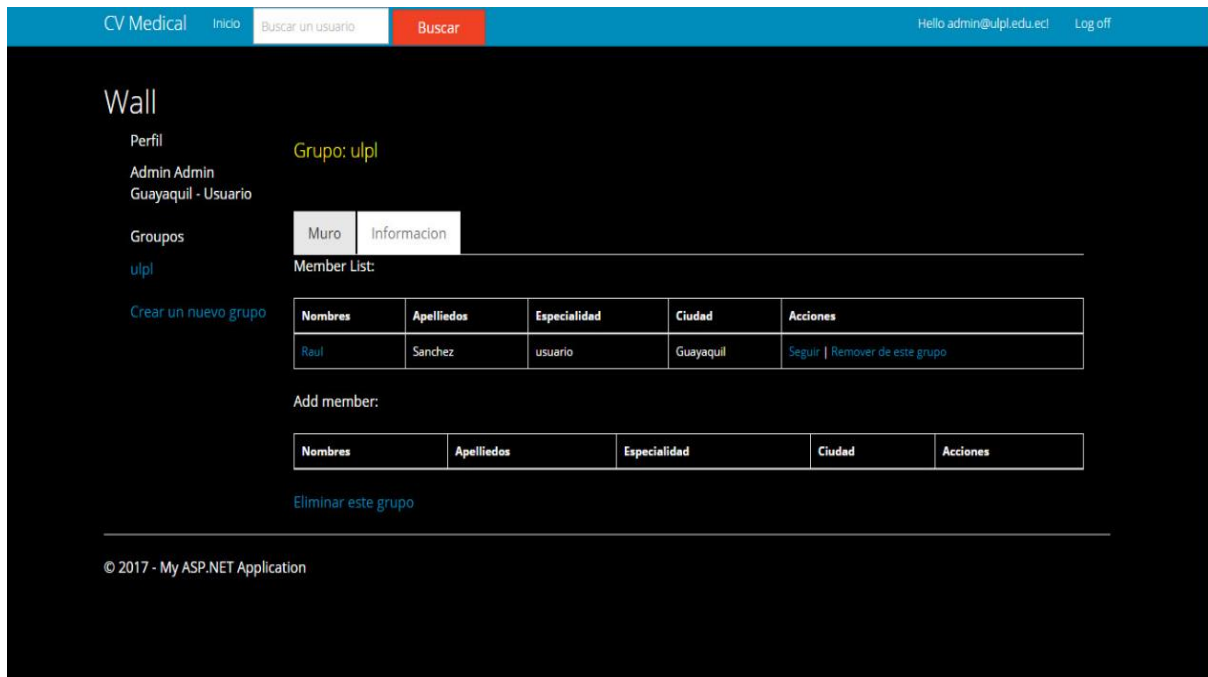 CV Medical Inicio Buscar un usuario Buscar Hello admin@ulpl.edu.ec! Log off
Wall
Perfil
Admin Admin
Guayaquil - Usuario
Groupos
ulpl
Crear un nuevo grupo
Grupo: ulpl
Muro Informacion
Member List:
Nombres Apelliedos Especialidad Ciudad Acciones
Raul Sanchez usuario Guayaquil Seguir | Remover de este grupo
Add member:
Nombres Apelliedos Especialidad Ciudad Acciones
Eliminar este grupo
© 2017 - My ASP.NET Application